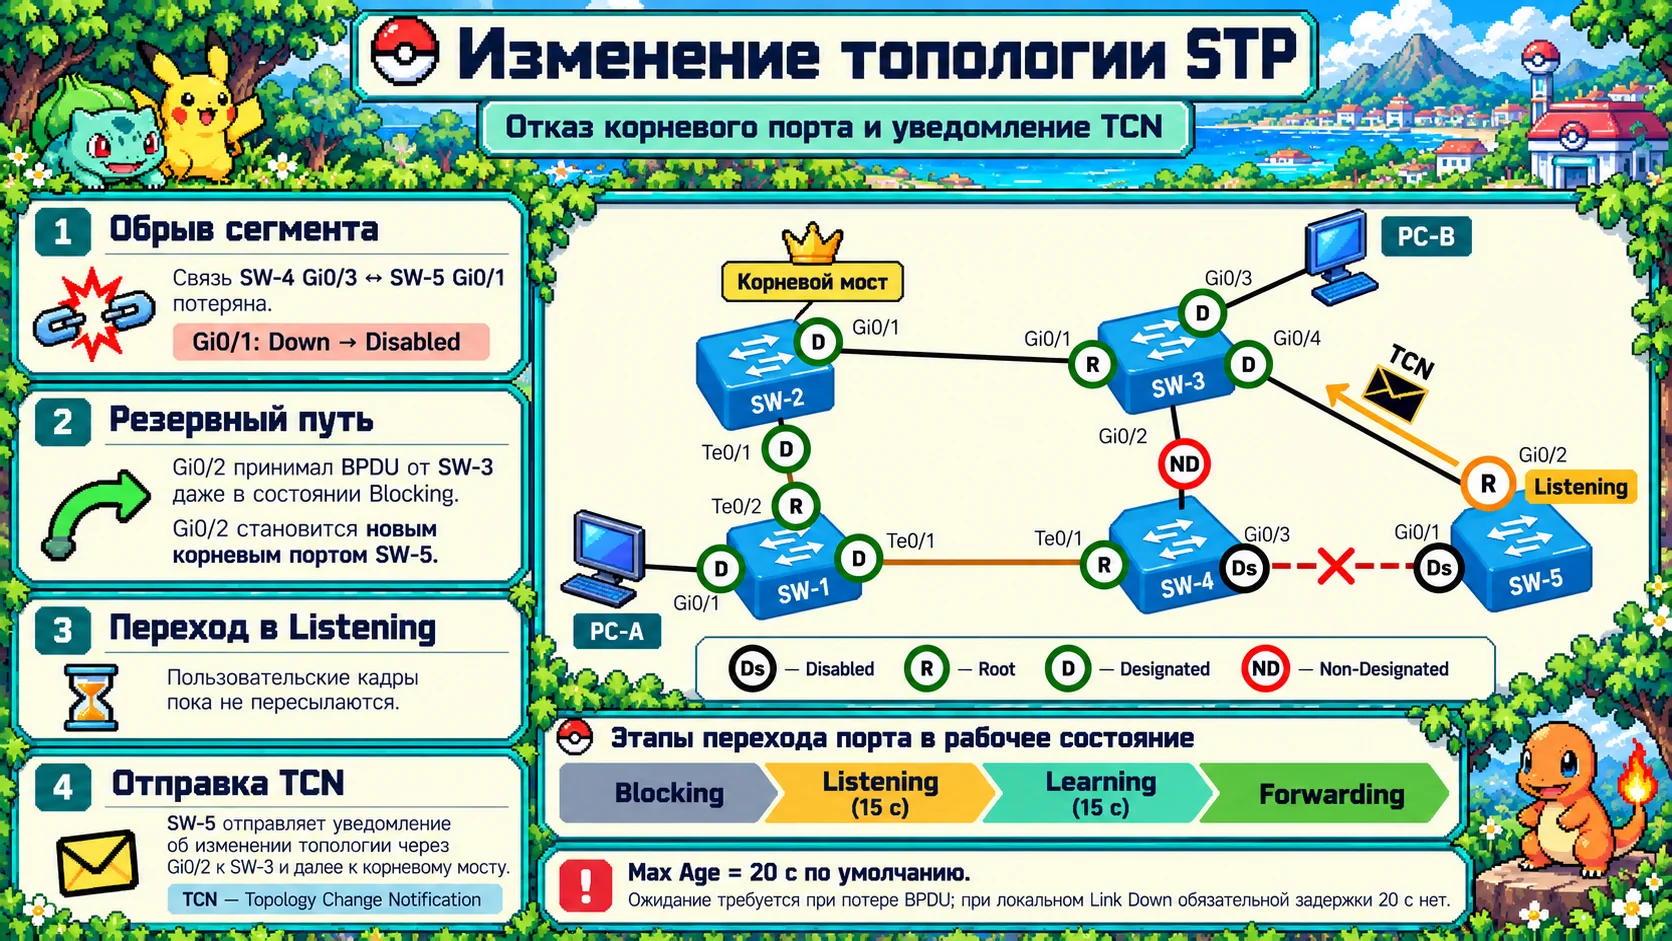 Изменение топологии STP
Отказ корневого порта и уведомление TCN
1 Обрыв сегмента
Связь SW-4 Gi0/3 ↔ SW-5 Gi0/1
потеряна.
Gi0/1: Down → Disabled
2 Резервный путь
Gi0/2 принимал BPDU от SW-3
даже в состоянии Blocking.
Gi0/2 становится новым
корневым портом SW-5.
3 Переход в Listening
Пользовательские кадры
пока не пересылаются.
4 Отправка TCN
SW-5 отправляет уведомление
об изменении топологии через
Gi0/2 к SW-3 и далее к корневому мосту.
TCN — Topology Change Notification
PC-B
Корневой мост
Gi0/3
D
Gi0/1
D
Gi0/1
R
Gi0/4
D
SW-2
SW-3
TCN
Te0/1
D
Gi0/2
ND
Gi0/2
R
Listening
Te0/2
R
Te0/1
D
Te0/1
R
Gi0/3
Ds
Gi0/1
Ds
D
Gi0/1
SW-1
SW-4
SW-5
PC-A
Ds — Disabled R — Root D — Designated ND — Non-Designated
Этапы перехода порта в рабочее состояние
Blocking
Listening
(15 с)
Learning
(15 с)
Forwarding
! Max Age = 20 с по умолчанию.
Ожидание требуется при потере BPDU; при локальном Link Down обязательной задержки 20 с нет.